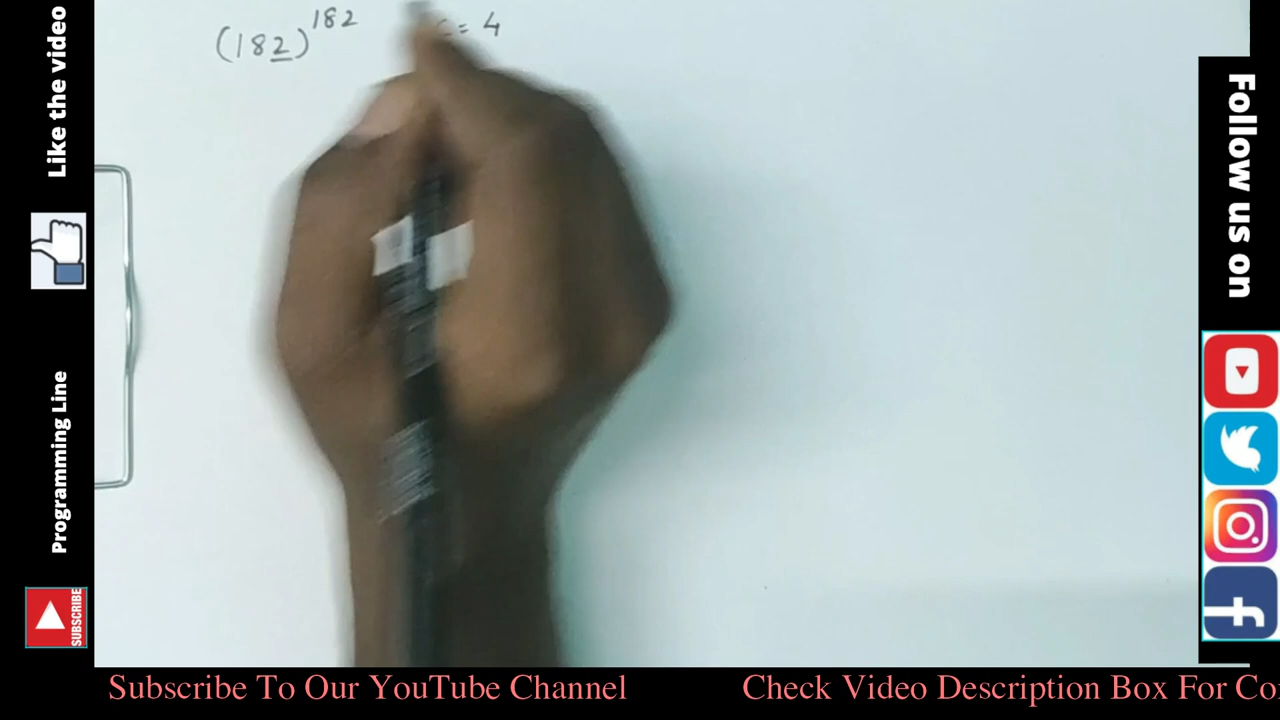 (182)^182 c = 4
Like the video
Programming Line
SUBSCRIBE
Follow us on
Subscribe To Our YouTube Channel
Check Video Description Box For